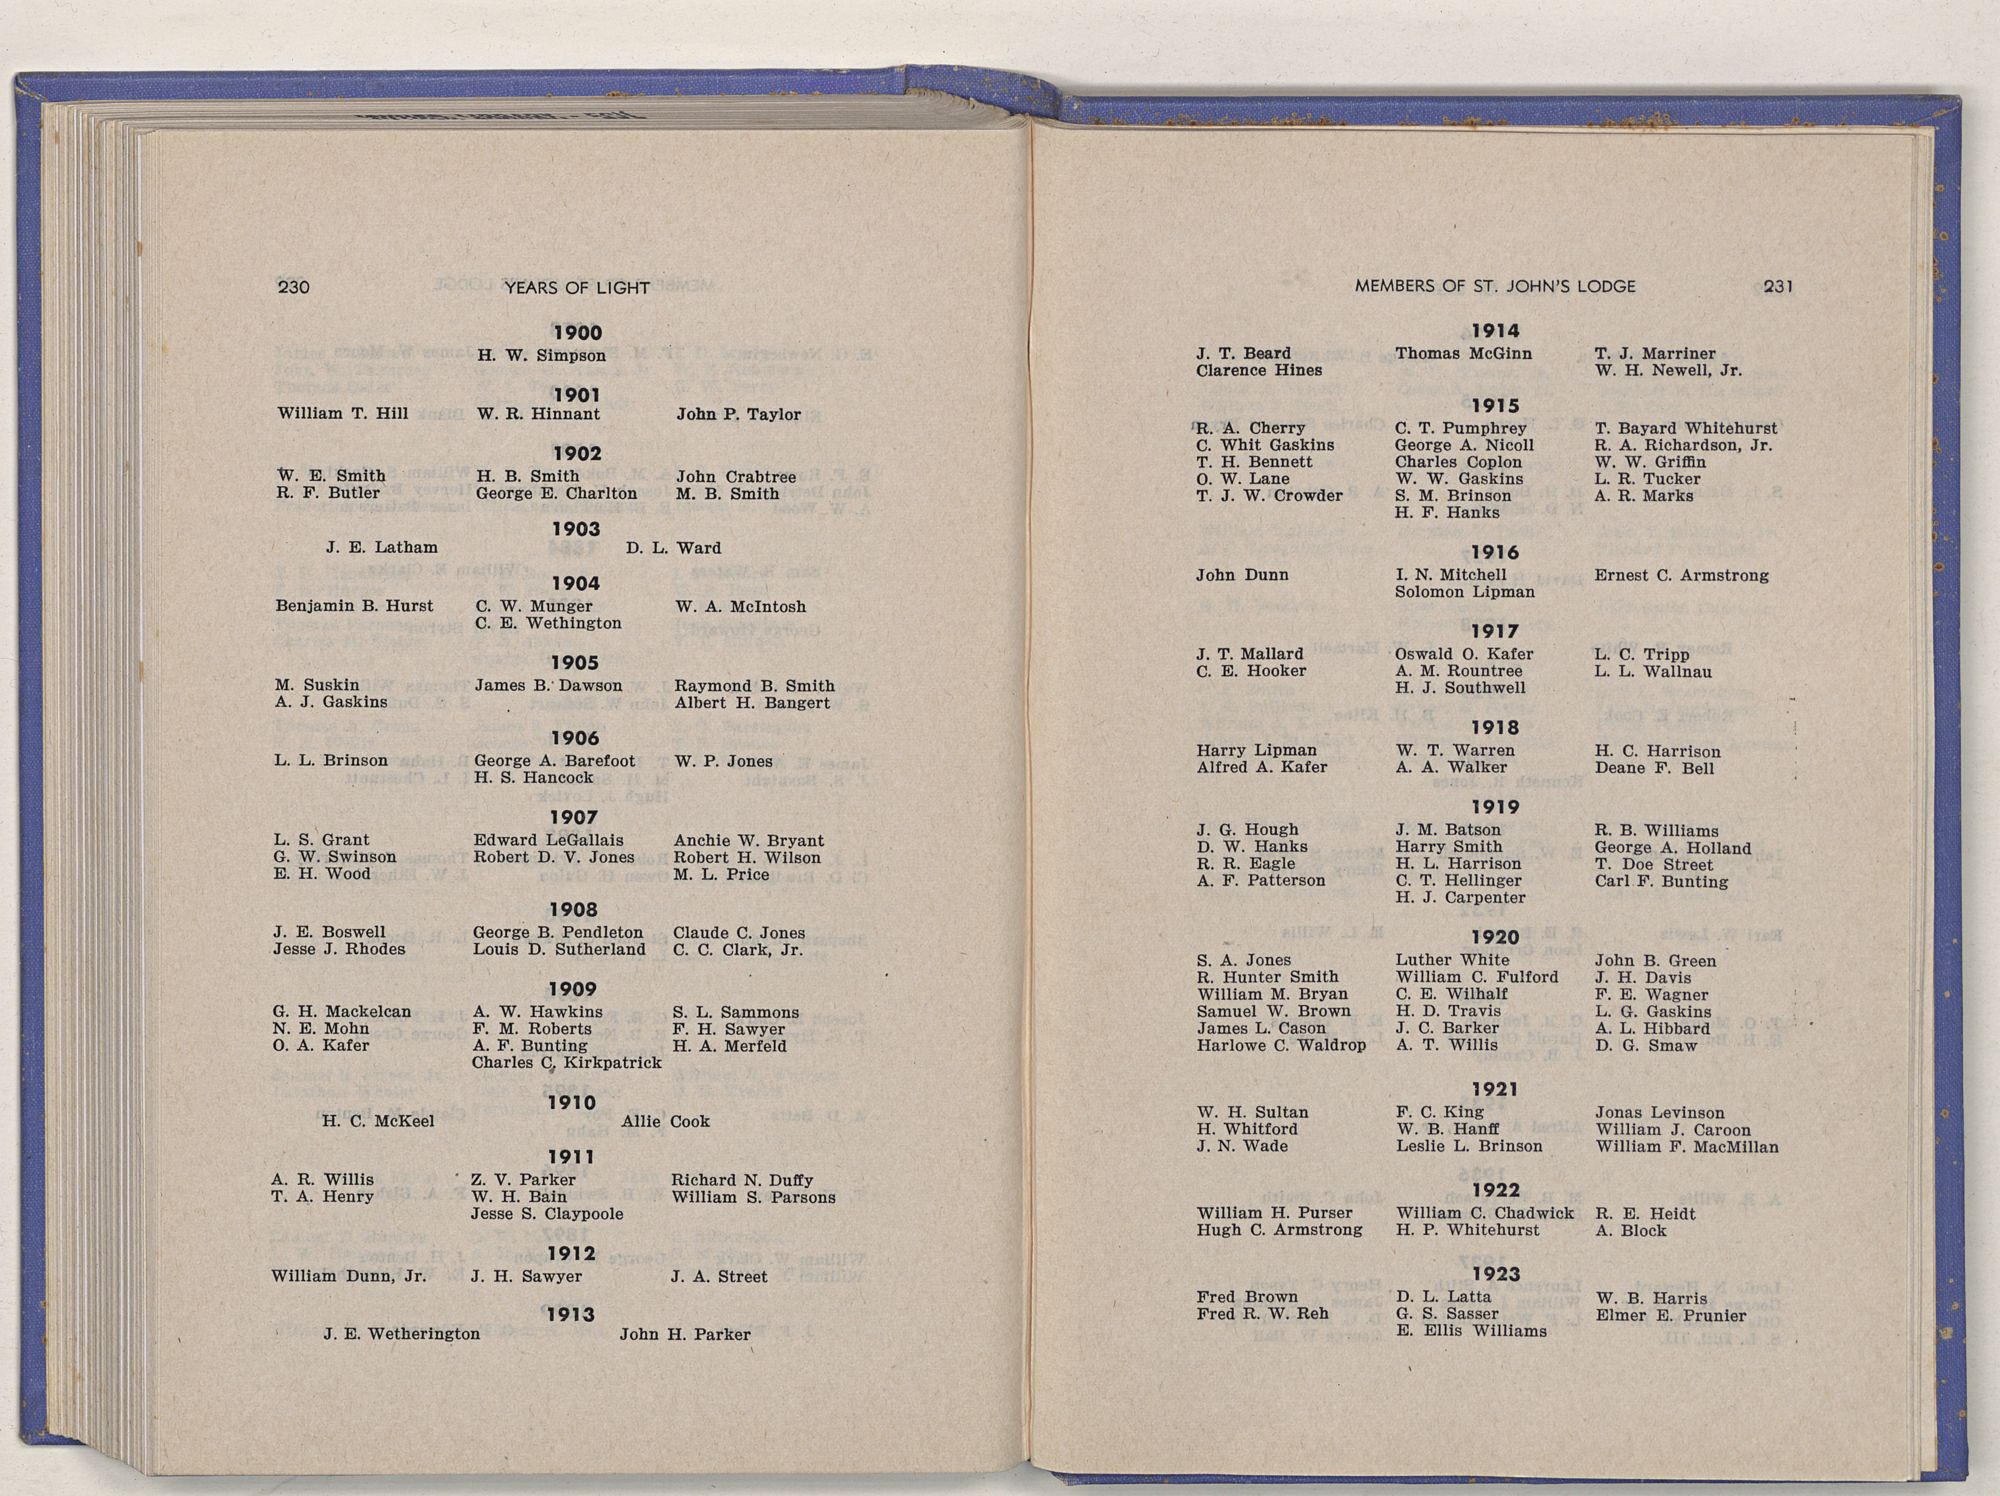 230 YEARS OF LIGHT
1900
H. W. Simpson
1901
William T. Hill W. R. Hinnant John P. Taylor
1902
W. E. Smith H. B. Smith John Crabtree
R. F. Butler George E. Charlton M. B. Smith
1903
J. E. Latham D. L. Ward
1904
Benjamin B. Hurst C. W. Munger W. A. McIntosh
C. E. Wethington
1905
M. Suskin James B. Dawson Raymond B. Smith
A. J. Gaskins Albert H. Bangert
1906
L. L. Brinson George A. Barefoot W. P. Jones
H. S. Hancock
1907
L. S. Grant Edward LeGallais Anchie W. Bryant
G. W. Swinson Robert D. V. Jones Robert H. Wilson
E. H. Wood M. L. Price
1908
J. E. Boswell George B. Pendleton Claude C. Jones
Jesse J. Rhodes Louis D. Sutherland C. C. Clark, Jr.
1909
G. H. Mackelcan A. W. Hawkins S. L. Sammons
N. E. Mohn F. M. Roberts F. H. Sawyer
O. A. Kafer A. F. Bunting H. A. Merfeld
Charles C. Kirkpatrick
1910
H. C. McKeel Allie Cook
1911
A. R. Willis Z. V. Parker Richard N. Duffy
T. A. Henry W. H. Bain William S. Parsons
Jesse S. Claypoole
1912
William Dunn, Jr. J. H. Sawyer J. A. Street
1913
J. E. Wetherington John H. Parker
MEMBERS OF ST. JOHN'S LODGE 231
1914
J. T. Beard Thomas McGinn T. J. Marriner
Clarence Hines W. H. Newell, Jr.
1915
R. A. Cherry C. T. Pumphrey T. Bayard Whitehurst
C. Whit Gaskins George A. Nicoll R. A. Richardson, Jr.
T. H. Bennett Charles Coplon W. W. Griffin
O. W. Lane W. W. Gaskins L. R. Tucker
T. J. W. Crowder S. M. Brinson A. R. Marks
H. F. Hanks
1916
John Dunn I. N. Mitchell Ernest C. Armstrong
Solomon Lipman
1917
J. T. Mallard Oswald O. Kafer L. C. Tripp
C. E. Hooker A. M. Rountree L. L. Wallnau
H. J. Southwell
1918
Harry Lipman W. T. Warren H. C. Harrison
Alfred A. Kafer A. A. Walker Deane F. Bell
1919
J. G. Hough J. M. Batson R. B. Williams
D. W. Hanks Harry Smith George A. Holland
R. R. Eagle H. L. Harrison T. Doe Street
A. F. Patterson C. T. Hellinger Carl F. Bunting
H. J. Carpenter
1920
S. A. Jones Luther White John B. Green
R. Hunter Smith William C. Fulford J. H. Davis
William M. Bryan C. E. Wilhalf F. E. Wagner
Samuel W. Brown H. D. Travis L. G. Gaskins
James L. Cason J. C. Barker A. L. Hibbard
Harlowe C. Waldrop A. T. Willis D. G. Smaw
1921
W. H. Sultan F. C. King Jonas Levinson
H. Whitford W. B. Hanff William J. Caroon
J. N. Wade Leslie L. Brinson William F. MacMillan
1922
William H. Purser William C. Chadwick R. E. Heidt
Hugh C. Armstrong H. P. Whitehurst A. Block
1923
Fred Brown D. L. Latta W. B. Harris
Fred R. W. Reh G. S. Sasser Elmer E. Prunier
E. Ellis Williams